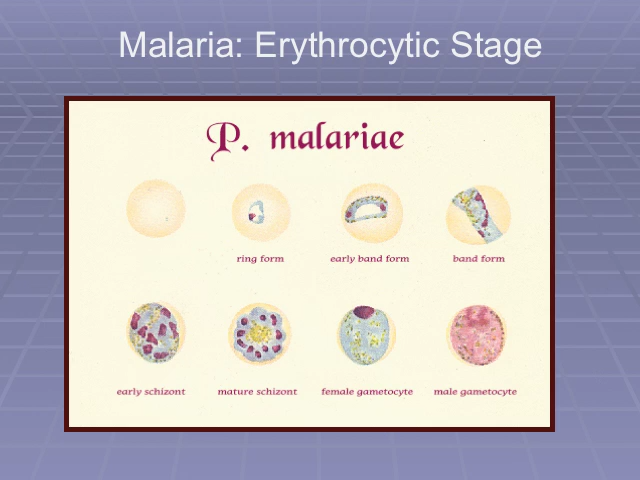 Malaria: Erythrocytic Stage
P. malariae
ring form
early band form
band form
early schizont
mature schizont
female gametocyte
male gametocyte